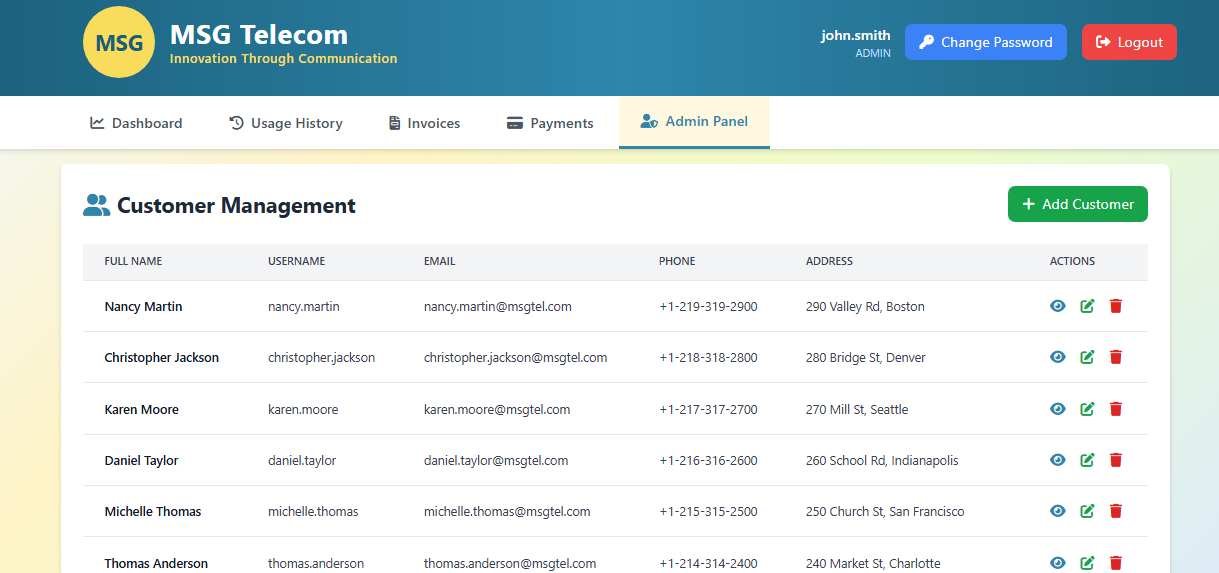 MSG
MSG Telecom
Innovation Through Communication
john.smith
ADMIN
Change Password
Logout
Dashboard
Usage History
Invoices
Payments
Admin Panel
Customer Management
Add Customer
FULL NAME USERNAME EMAIL PHONE ADDRESS ACTIONS
Nancy Martin nancy.martin nancy.martin@msgtel.com +1-219-319-2900 290 Valley Rd, Boston
Christopher Jackson christopher.jackson christopher.jackson@msgtel.com +1-218-318-2800 280 Bridge St, Denver
Karen Moore karen.moore karen.moore@msgtel.com +1-217-317-2700 270 Mill St, Seattle
Daniel Taylor daniel.taylor daniel.taylor@msgtel.com +1-216-316-2600 260 School Rd, Indianapolis
Michelle Thomas michelle.thomas michelle.thomas@msgtel.com +1-215-315-2500 250 Church St, San Francisco
Thomas Anderson thomas.anderson thomas.anderson@msgtel.com +1-214-314-2400 240 Market St, Charlotte